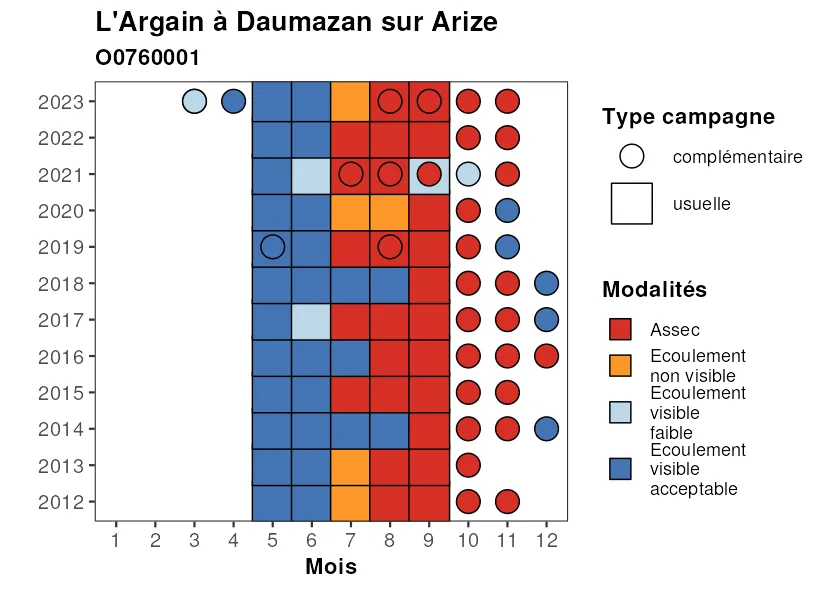 L'Argain à Daumazan sur Arize
O0760001
2023
2022
2021
2020
2019
2018
2017
2016
2015
2014
2013
2012
1 2 3 4 5 6 7 8 9 10 11 12
Mois
Type campagne
complémentaire
usuelle
Modalités
Assec
Ecoulement
non visible
Ecoulement
visible
faible
Ecoulement
visible
acceptable